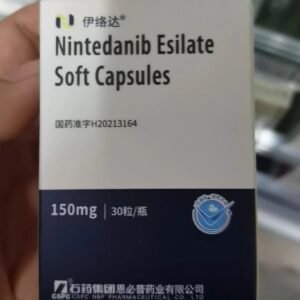 伊络达®
Nintedanib Esilate
Soft Capsules
国药准字H20213164
150mg 30粒/瓶
石药集团恩必普药业有限公司
CSPC CSPC NBP PHARMACEUTICAL CO., LTD